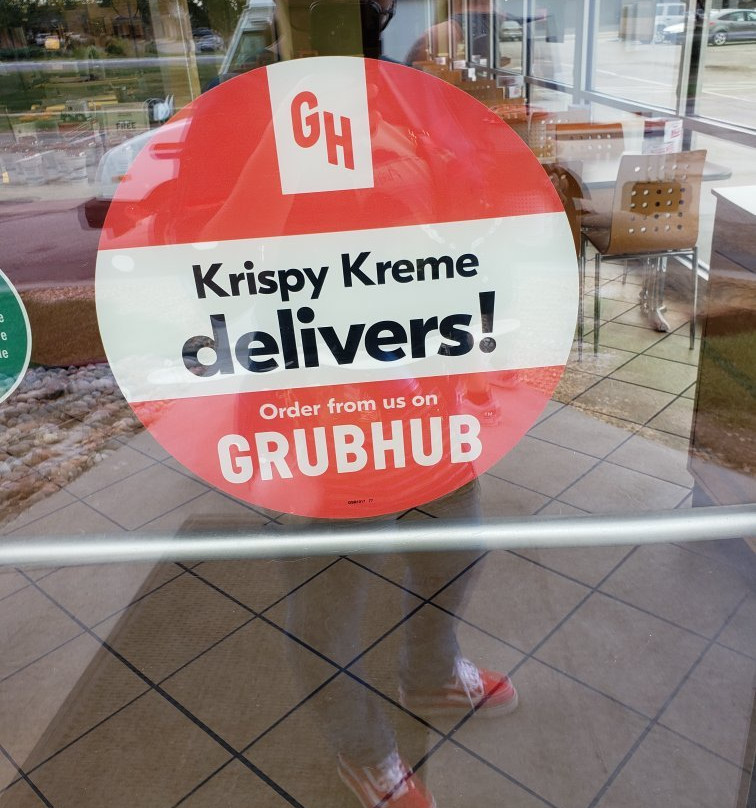 GH
Krispy Kreme
delivers!
Order from us on
GRUBHUB